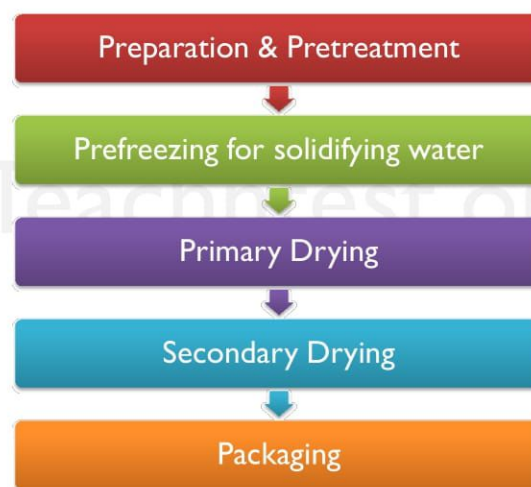 Preparation & Pretreatment
Prefreezing for solidifying water
Primary Drying
Secondary Drying
Packaging